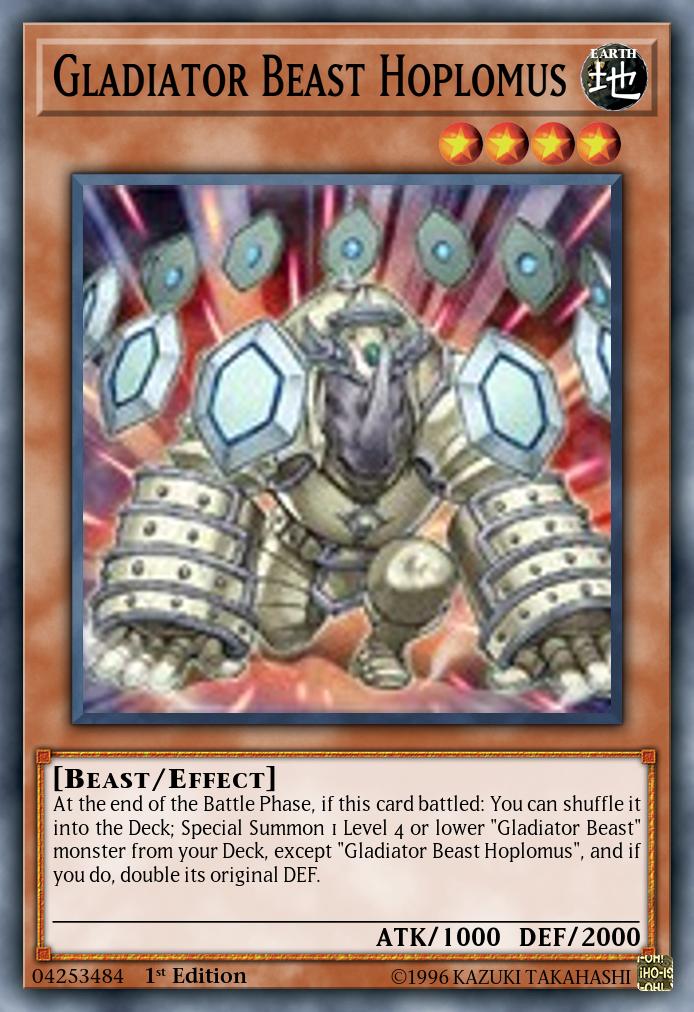 GLADIATOR BEAST HOPLOMUS
EARTH
地
[BEAST/EFFECT]
At the end of the Battle Phase, if this card battled: You can shuffle it
into the Deck; Special Summon 1 Level 4 or lower "Gladiator Beast"
monster from your Deck, except "Gladiator Beast Hoplomus", and if
you do, double its original DEF.
ATK/1000 DEF/2000
04253484 1st Edition ©1996 KAZUKI TAKAHASHI